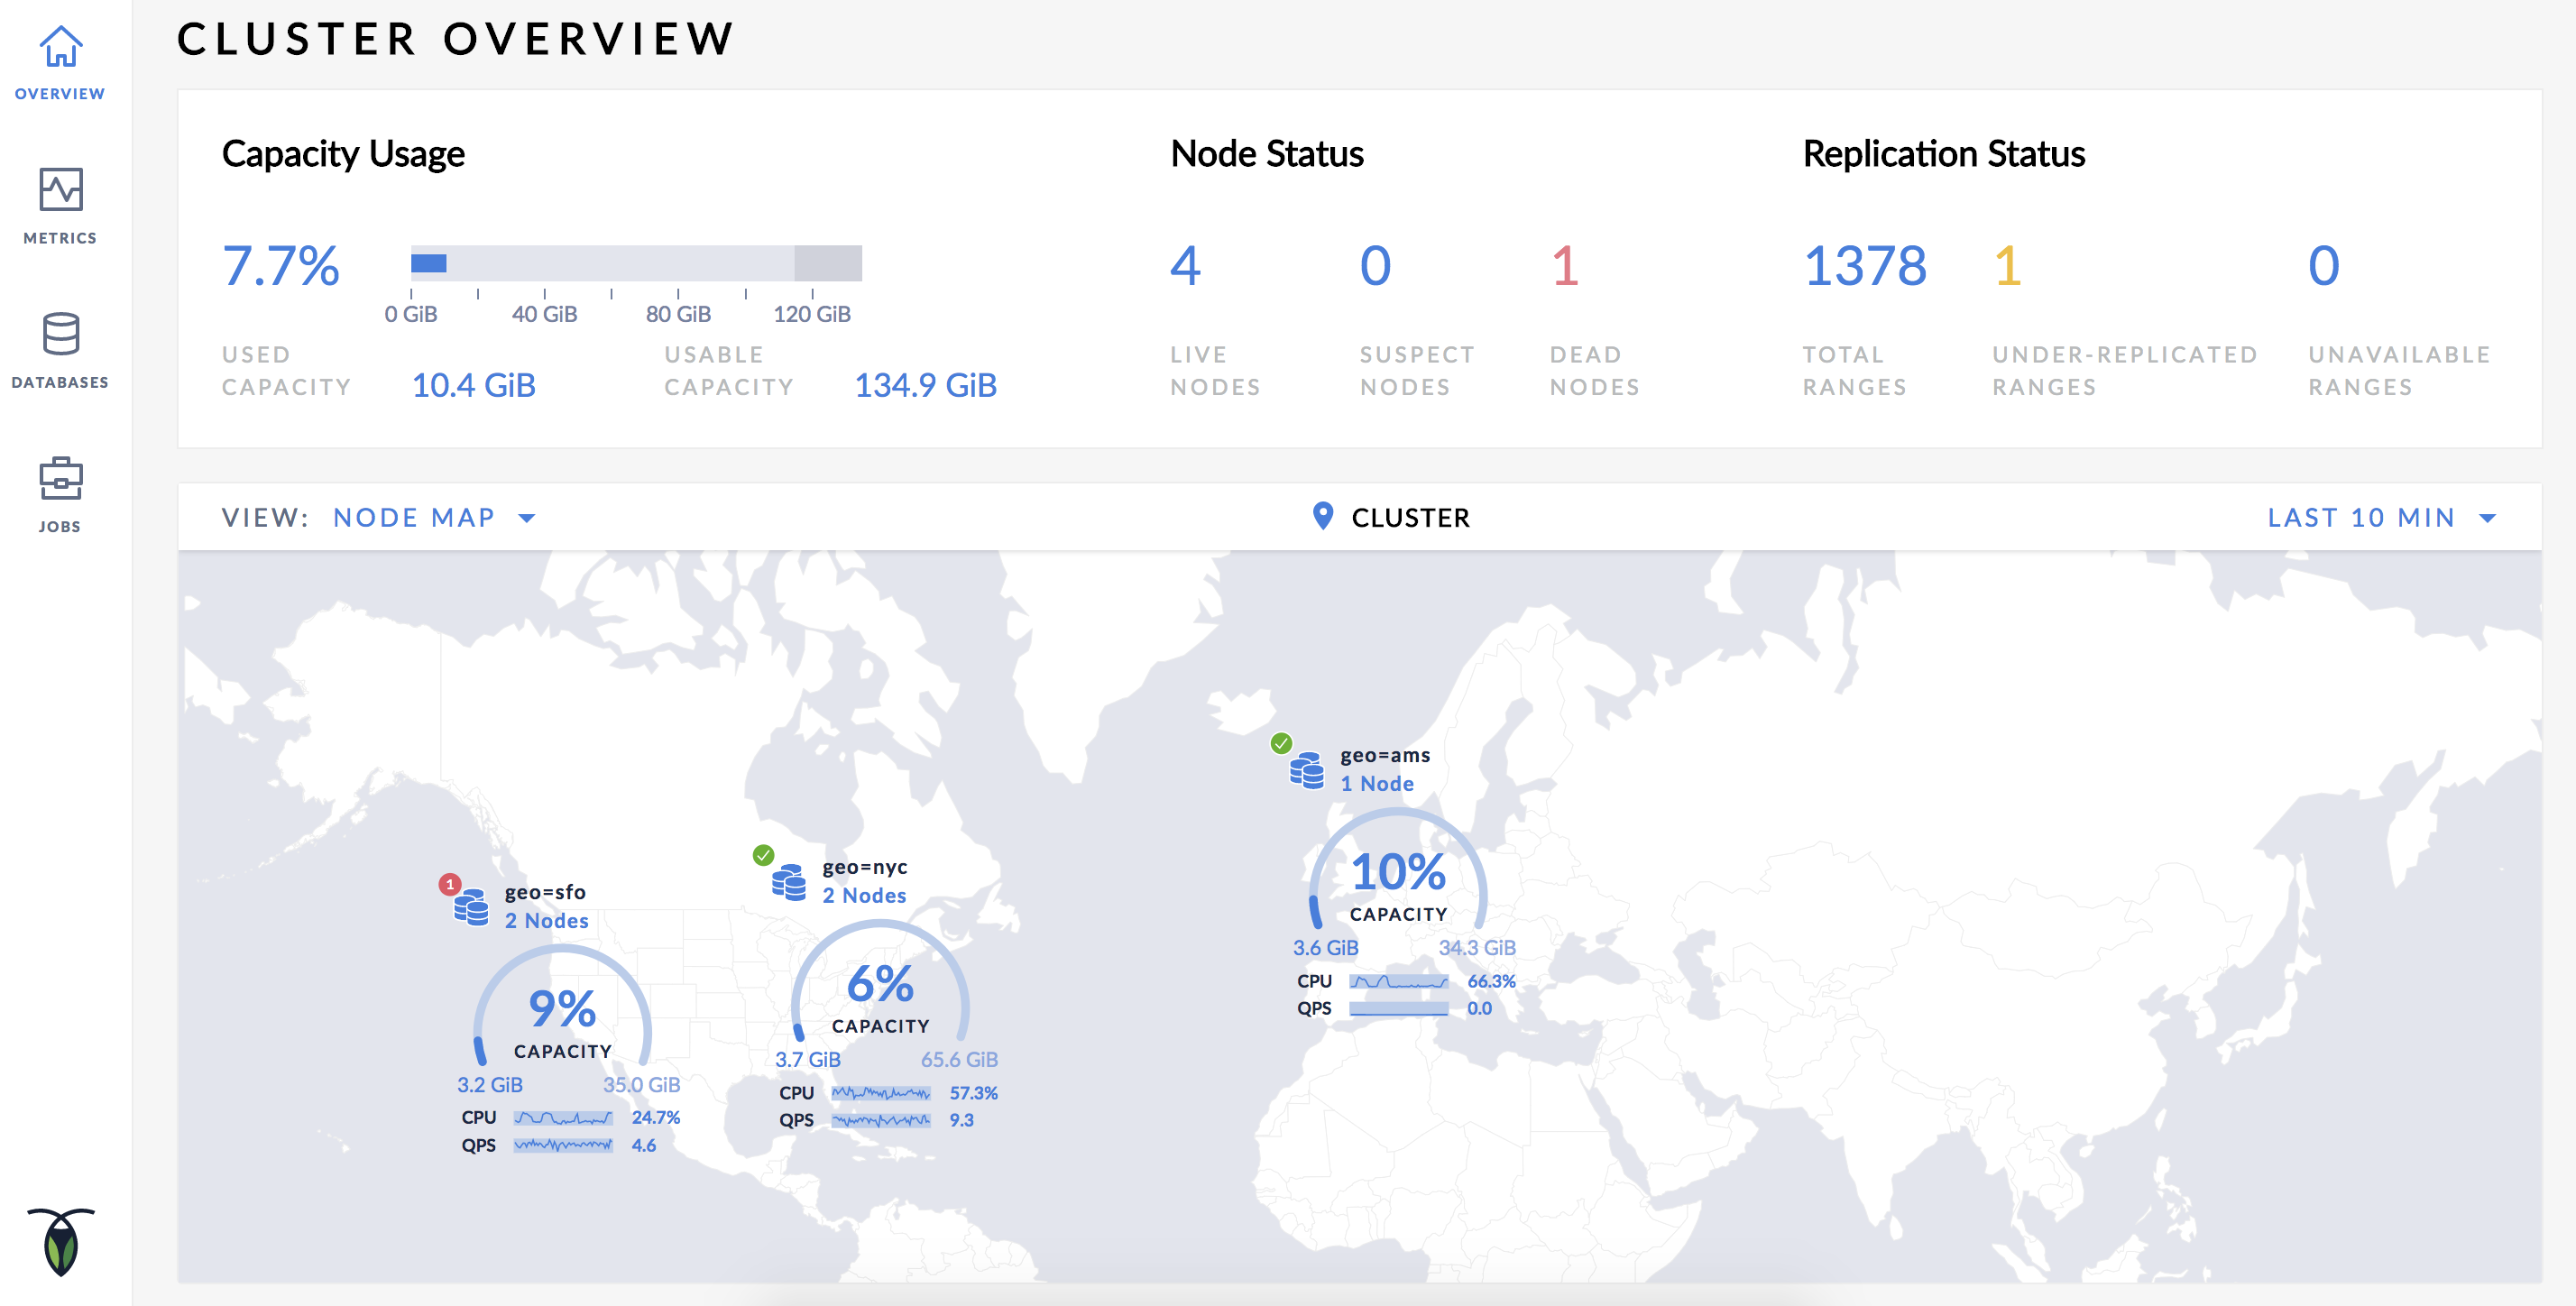 CLUSTER OVERVIEW
OVERVIEW
METRICS
DATABASES
JOBS
Capacity Usage
7.7%
0 GiB 40 GiB 80 GiB 120 GiB
USED
CAPACITY
10.4 GiB
USABLE
CAPACITY
134.9 GiB
Node Status
4
LIVE
NODES
0
SUSPECT
NODES
1
DEAD
NODES
Replication Status
1378
TOTAL
RANGES
1
UNDER-REPLICATED
RANGES
0
UNAVAILABLE
RANGES
VIEW: NODE MAP
CLUSTER
LAST 10 MIN
1
geo=sfo
2 Nodes
9%
CAPACITY
3.2 GiB 35.0 GiB
CPU 24.7%
QPS 4.6
geo=nyc
2 Nodes
6%
CAPACITY
3.7 GiB 65.6 GiB
CPU 57.3%
QPS 9.3
geo=ams
1 Node
10%
CAPACITY
3.6 GiB 34.3 GiB
CPU 66.3%
QPS 0.0